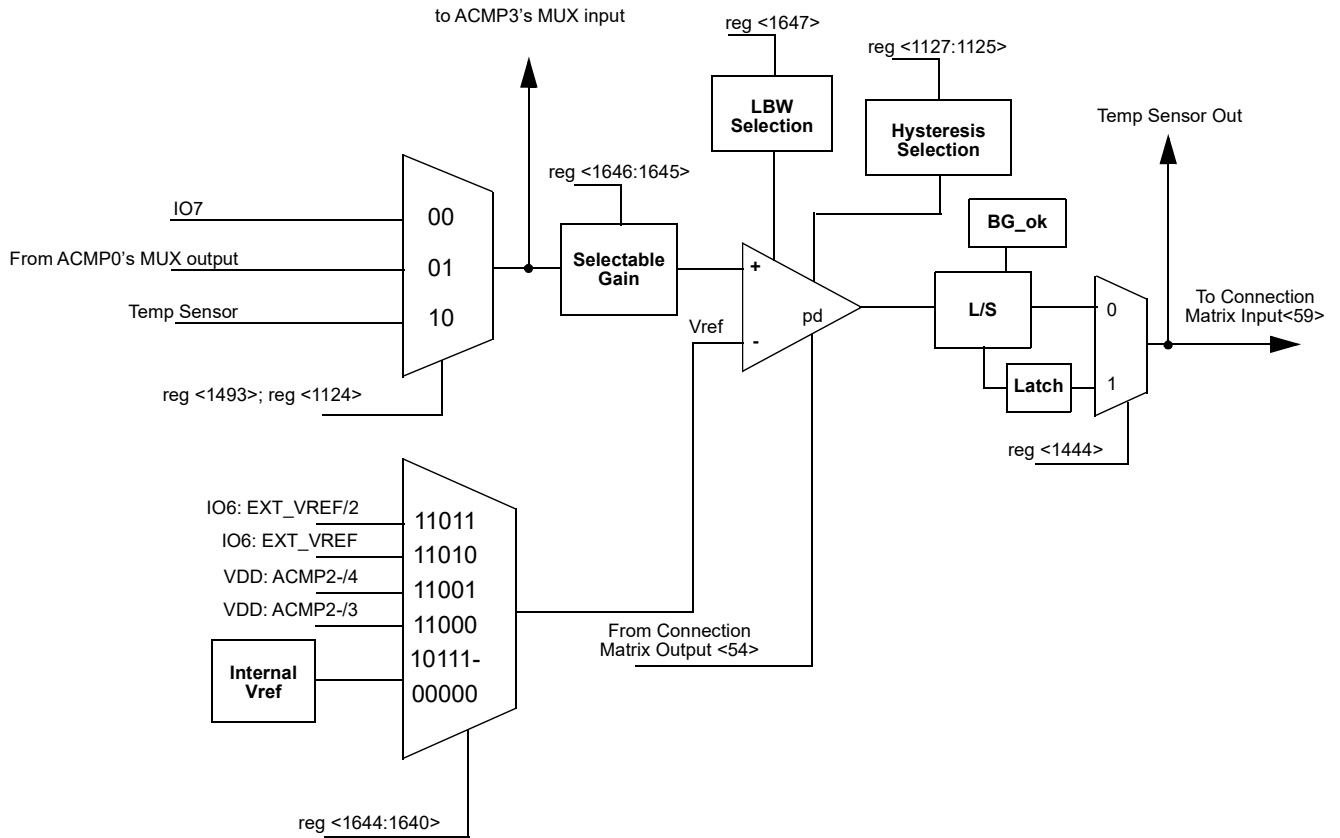 to ACMP3's MUX input
reg <1647>
reg <1127:1125>
LBW
Selection
Hysteresis
Selection
Temp Sensor Out
reg <1646:1645>
IO7
00
BG_ok
From ACMP0's MUX output
01
Selectable
Gain
+
Temp Sensor
10
L/S
0
To Connection
Matrix Input<59>
pd
Vref
-
Latch
1
reg <1493>; reg <1124>
reg <1444>
IO6: EXT_VREF/2
11011
IO6: EXT_VREF
11010
VDD: ACMP2-/4
11001
VDD: ACMP2-/3
11000
From Connection
Matrix Output <54>
10111-
00000
Internal
Vref
reg <1644:1640>